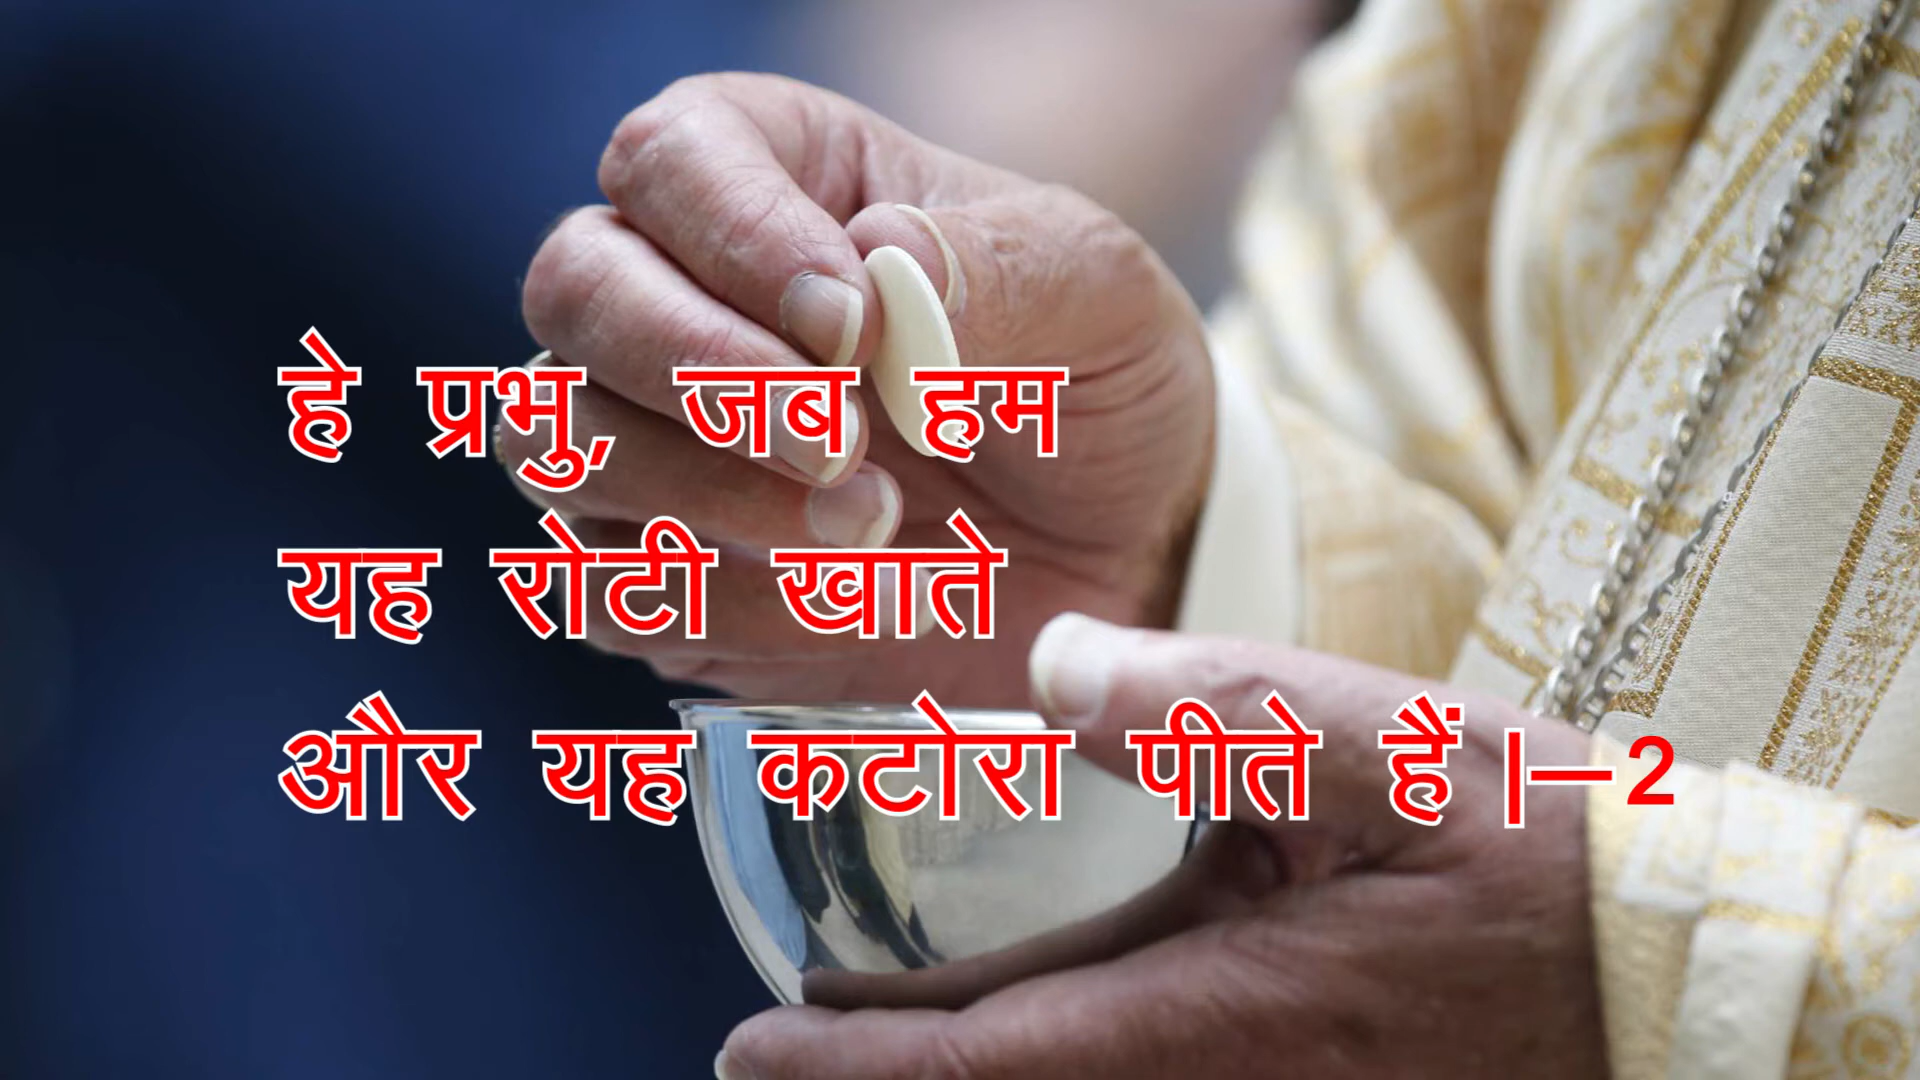 हे प्रभु, जब हम
यह रोटी खाते
और यह कटोरा पीते हैं |–2